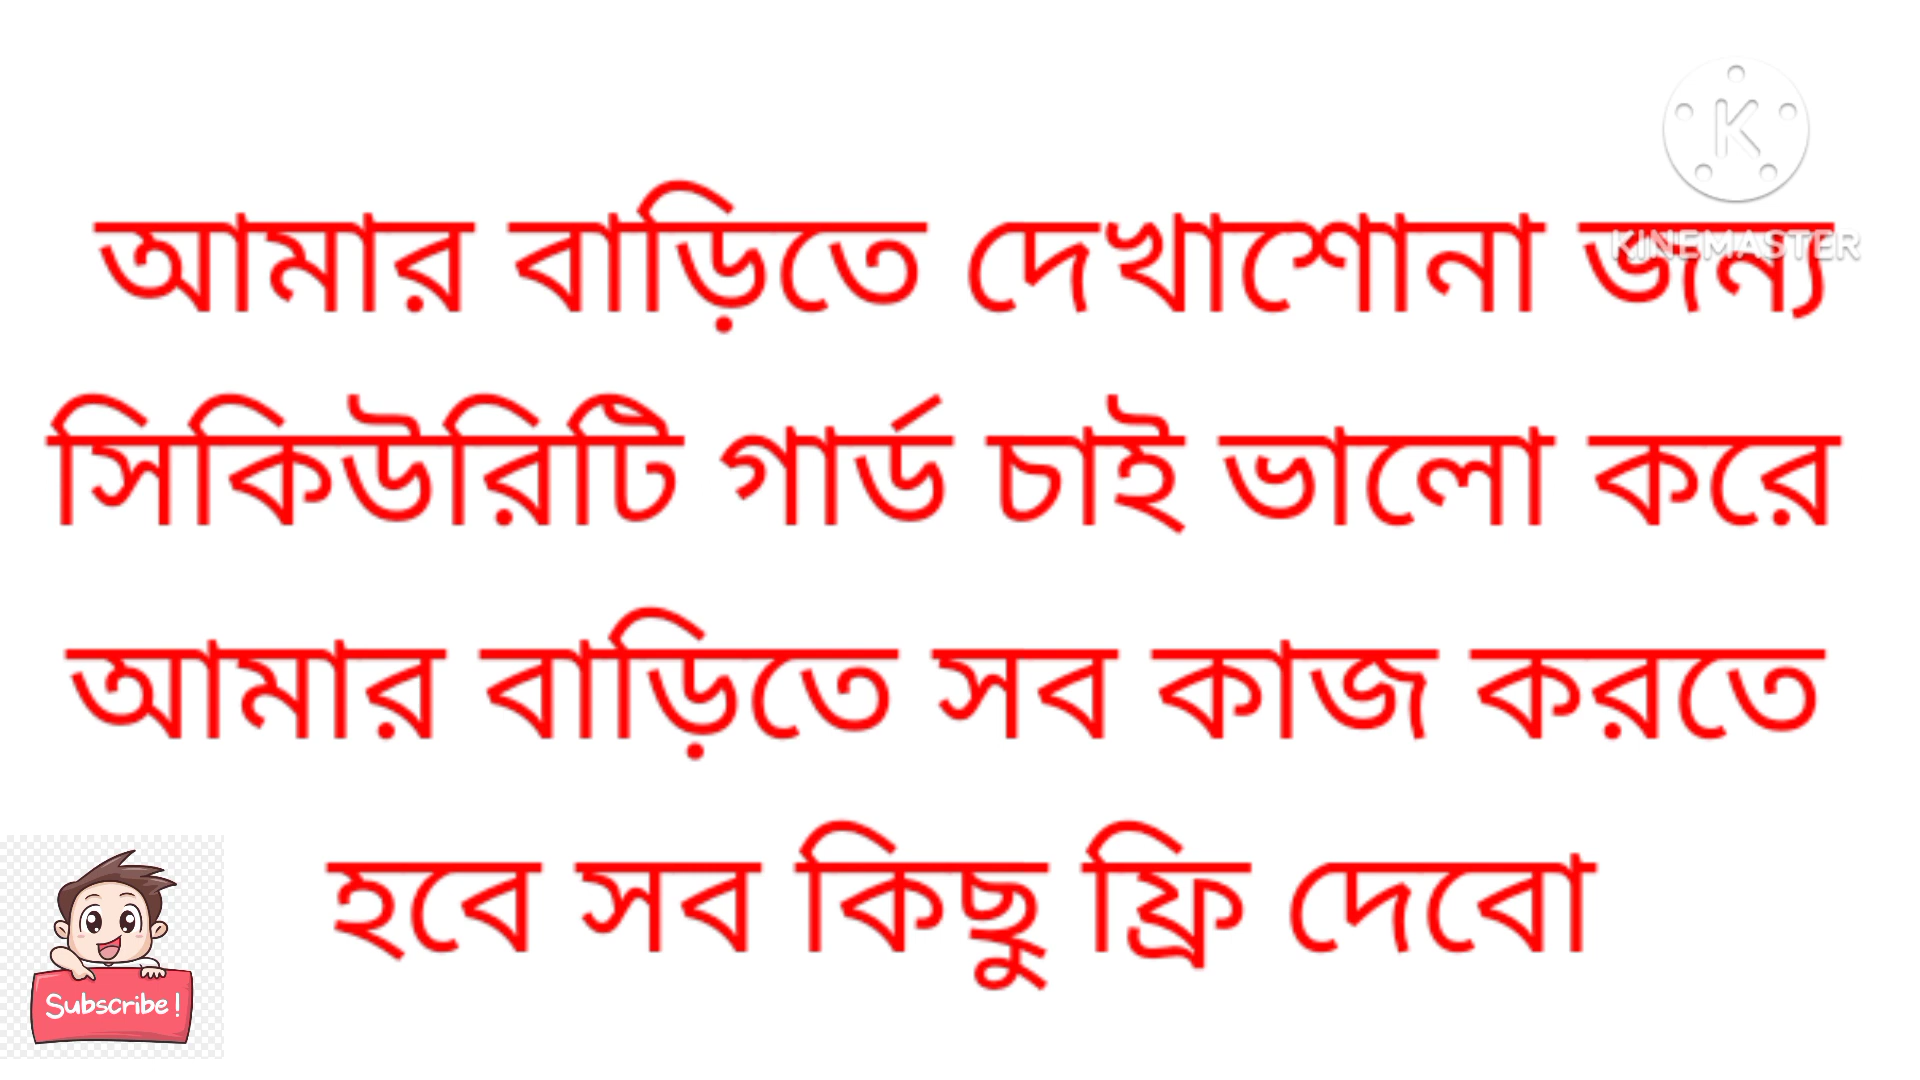 KINEMASTER
আমার বাড়িতে দেখাশোনা জন্য
সিকিউরিটি গার্ড চাই ভালো করে
আমার বাড়িতে সব কাজ করতে
হবে সব কিছু ফ্রি দেবো
Subscribe!